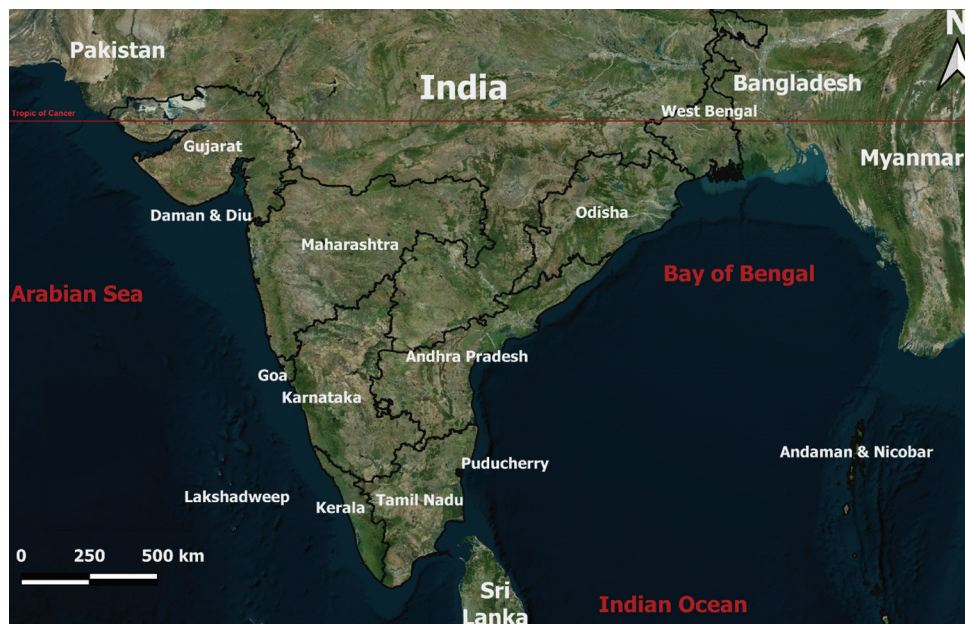 N
Pakistan
India
Bangladesh
Tropic of Cancer
West Bengal
Gujarat
Myanmar
Daman & Diu
Odisha
Maharashtra
Arabian Sea
Bay of Bengal
Andhra Pradesh
Goa
Karnataka
Andaman & Nicobar
Puducherry
Lakshadweep
Kerala
Tamil Nadu
0 250 500 km
Sri
Lanka
Indian Ocean